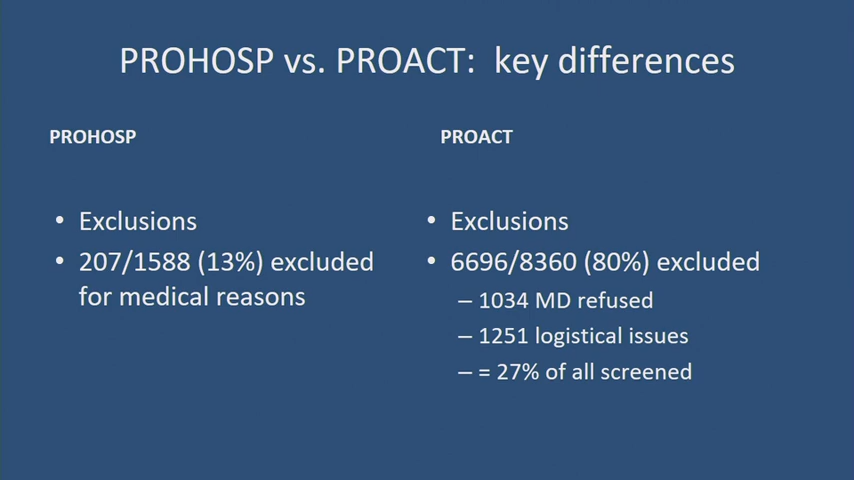 PROHOSP vs. PROACT: key differences
PROHOSP
• Exclusions
• 207/1588 (13%) excluded
for medical reasons
PROACT
• Exclusions
• 6696/8360 (80%) excluded
– 1034 MD refused
– 1251 logistical issues
– = 27% of all screened